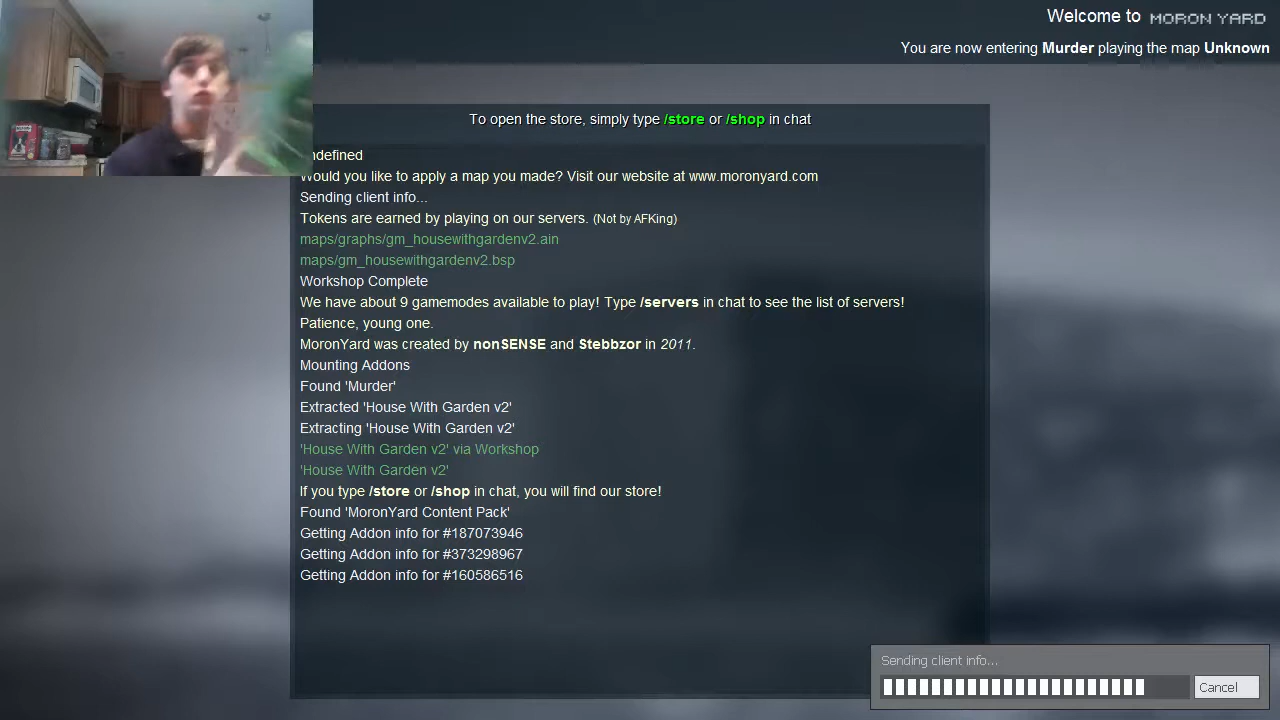 Welcome to MORON YARD
You are now entering Murder playing the map Unknown
To open the store, simply type /store or /shop in chat
ndefined
Would you like to apply a map you made? Visit our website at www.moronyard.com
Sending client info...
Tokens are earned by playing on our servers. (Not by AFKing)
maps/graphs/gm_housewithgardenv2.ain
maps/gm_housewithgardenv2.bsp
Workshop Complete
We have about 9 gamemodes available to play! Type /servers in chat to see the list of servers!
Patience, young one.
MoronYard was created by nonSENSE and Stebbzor in 2011.
Mounting Addons
Found 'Murder'
Extracted 'House With Garden v2'
Extracting 'House With Garden v2'
'House With Garden v2' via Workshop
'House With Garden v2'
If you type /store or /shop in chat, you will find our store!
Found 'MoronYard Content Pack'
Getting Addon info for #187073946
Getting Addon info for #373298967
Getting Addon info for #160586516
Sending client info...
Cancel